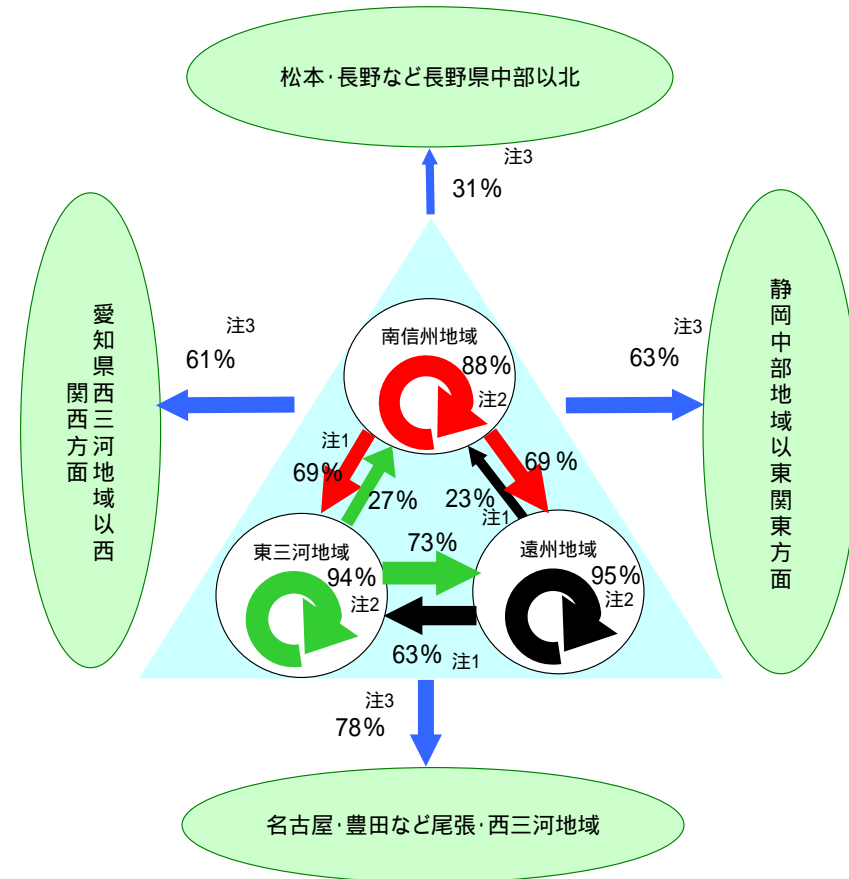 松本・長野など長野県中部以北
注3
31%
愛知県西三河地域以西
関西方面
注3
61%
静岡中部地域以東関東方面
注3
63%
南信州地域
88%
注2
注1
69%
69%
27%
23%
注1
東三河地域
94%
注2
73%
遠州地域
95%
注2
63%
注1
注3
78%
名古屋・豊田など尾張・西三河地域